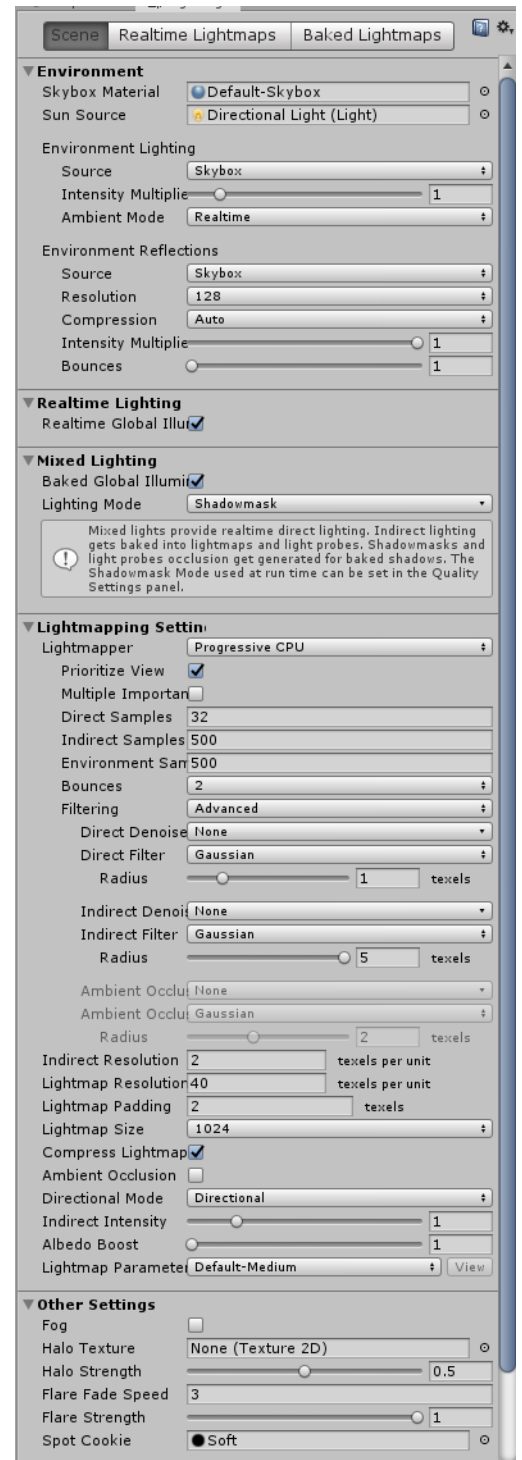 Scene Realtime Lightmaps Baked Lightmaps
Environment
Skybox Material Default-Skybox
Sun Source Directional Light (Light)
Environment Lighting
Source Skybox
Intensity Multiplie 1
Ambient Mode Realtime
Environment Reflections
Source Skybox
Resolution 128
Compression Auto
Intensity Multiplie 1
Bounces 1
Realtime Lighting
Realtime Global Illu
Mixed Lighting
Baked Global Illumi
Lighting Mode Shadowmask
Mixed lights provide realtime direct lighting. Indirect lighting
gets baked into lightmaps and light probes. Shadowmasks and
light probes occlusion get generated for baked shadows. The
Shadowmask Mode used at run time can be set in the Quality
Settings panel.
Lightmapping Settin
Lightmapper Progressive CPU
Prioritize View
Multiple Importan
Direct Samples 32
Indirect Samples 500
Environment Sam 500
Bounces 2
Filtering Advanced
Direct Denoise None
Direct Filter Gaussian
Radius 1 texels
Indirect Denois None
Indirect Filter Gaussian
Radius 5 texels
Ambient Occlus None
Ambient Occlus Gaussian
Radius 2 texels
Indirect Resolution 2 texels per unit
Lightmap Resolution 40 texels per unit
Lightmap Padding 2 texels
Lightmap Size 1024
Compress Lightmap
Ambient Occlusion
Directional Mode Directional
Indirect Intensity 1
Albedo Boost 1
Lightmap Parameter Default-Medium View
Other Settings
Fog
Halo Texture None (Texture 2D)
Halo Strength 0.5
Flare Fade Speed 3
Flare Strength 1
Spot Cookie Soft